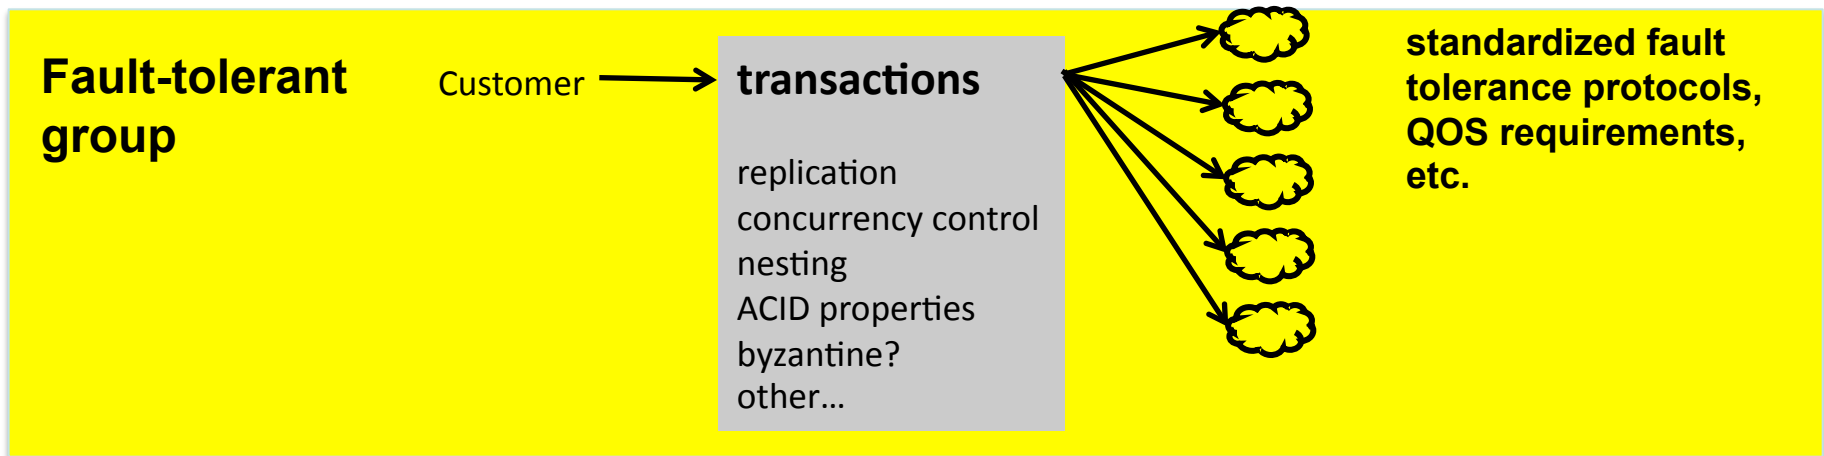 Fault-tolerant
group
Customer
transactions
replication
concurrency control
nesting
ACID properties
byzantine?
other…
standardized fault
tolerance protocols,
QOS requirements,
etc.